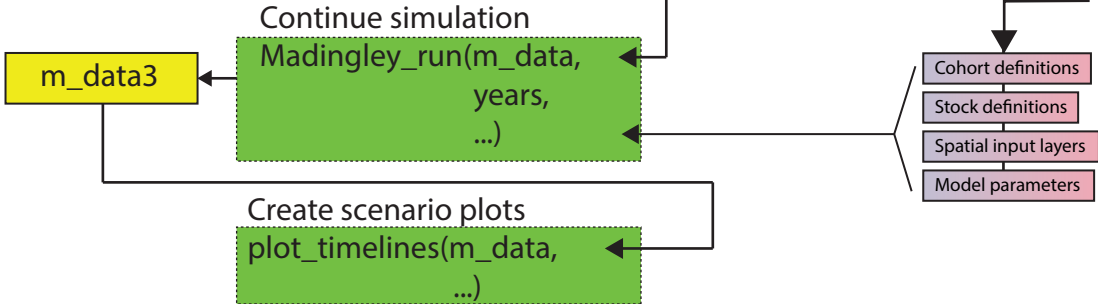 Continue simulation
Madingley_run(m_data,
years,
...)
m_data3
Cohort definitions
Stock definitions
Spatial input layers
Model parameters
Create scenario plots
plot_timelines(m_data,
...)